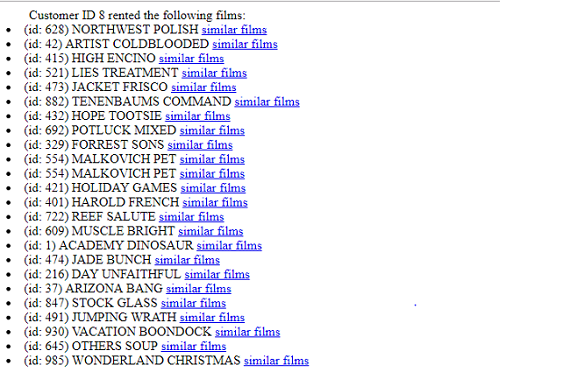 Customer ID 8 rented the following films:
(id: 628) NORTHWEST POLISH similar films
(id: 42) ARTIST COLDBLOODED similar films
(id: 415) HIGH ENCINO similar films
(id: 521) LIES TREATMENT similar films
(id: 473) JACKET FRISCO similar films
(id: 882) TENENBAUMS COMMAND similar films
(id: 432) HOPE TOOTSIE similar films
(id: 692) POTLUCK MIXED similar films
(id: 329) FORREST SONS similar films
(id: 554) MALKOVICH PET similar films
(id: 554) MALKOVICH PET similar films
(id: 421) HOLIDAY GAMES similar films
(id: 401) HAROLD FRENCH similar films
(id: 722) REEF SALUTE similar films
(id: 609) MUSCLE BRIGHT similar films
(id: 1) ACADEMY DINOSAUR similar films
(id: 474) JADE BUNCH similar films
(id: 216) DAY UNFAITHFUL similar films
(id: 37) ARIZONA BANG similar films
(id: 847) STOCK GLASS similar films
(id: 491) JUMPING WRATH similar films
(id: 930) VACATION BOONDOCK similar films
(id: 645) OTHERS SOUP similar films
(id: 985) WONDERLAND CHRISTMAS similar films